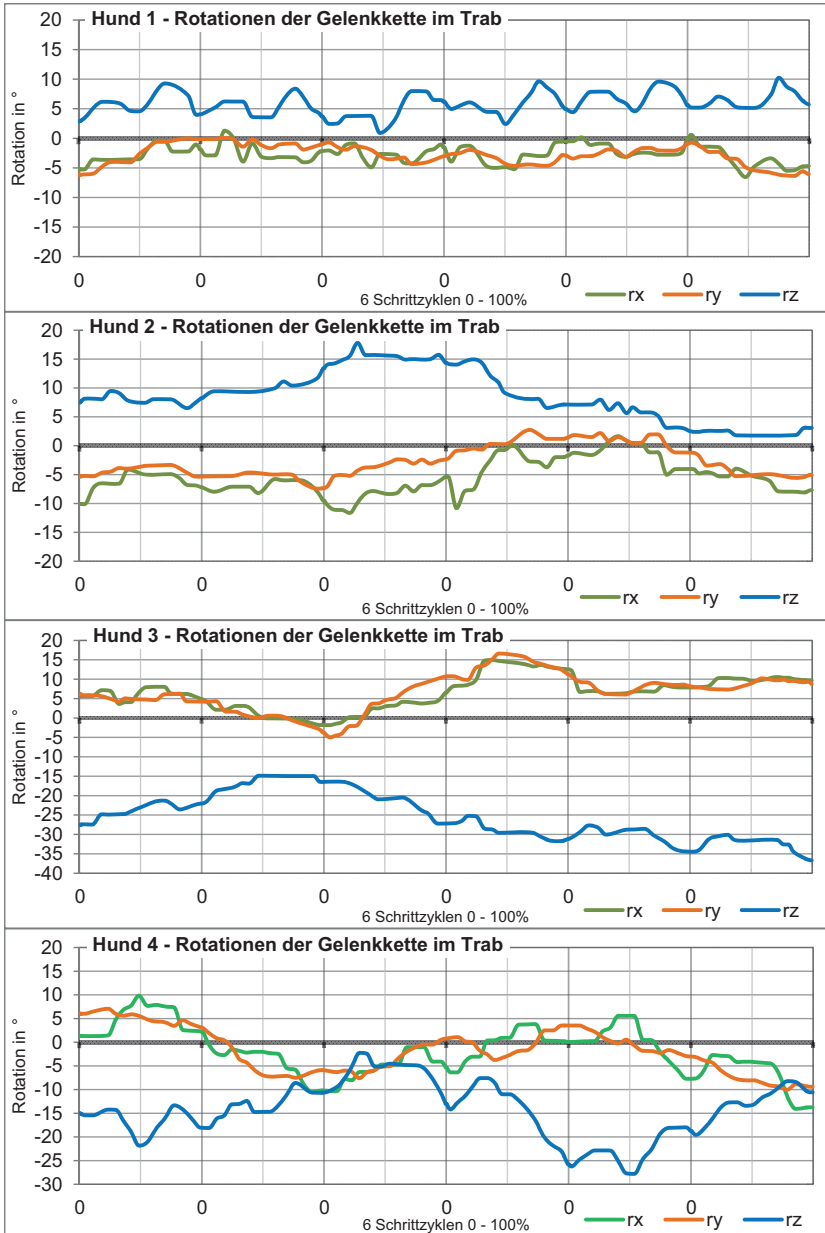 Hund 1 - Rotationen der Gelenkkette im Trab
Rotation in °
20
15
10
5
0
-5
-10
-15
-20
0 0 0 0 0 0
6 Schrittzyklen 0 - 100%
rx ry rz
Hund 2 - Rotationen der Gelenkkette im Trab
Rotation in °
20
15
10
5
0
-5
-10
-15
-20
0 0 0 0 0 0
6 Schrittzyklen 0 - 100%
rx ry rz
Hund 3 - Rotationen der Gelenkkette im Trab
Rotation in °
20
15
10
5
0
-5
-10
-15
-20
-25
-30
-35
-40
0 0 0 0 0 0
6 Schrittzyklen 0 - 100%
rx ry rz
Hund 4 - Rotationen der Gelenkkette im Trab
Rotation in °
20
15
10
5
0
-5
-10
-15
-20
-25
-30
0 0 0 0 0 0
6 Schrittzyklen 0 - 100%
rx ry rz